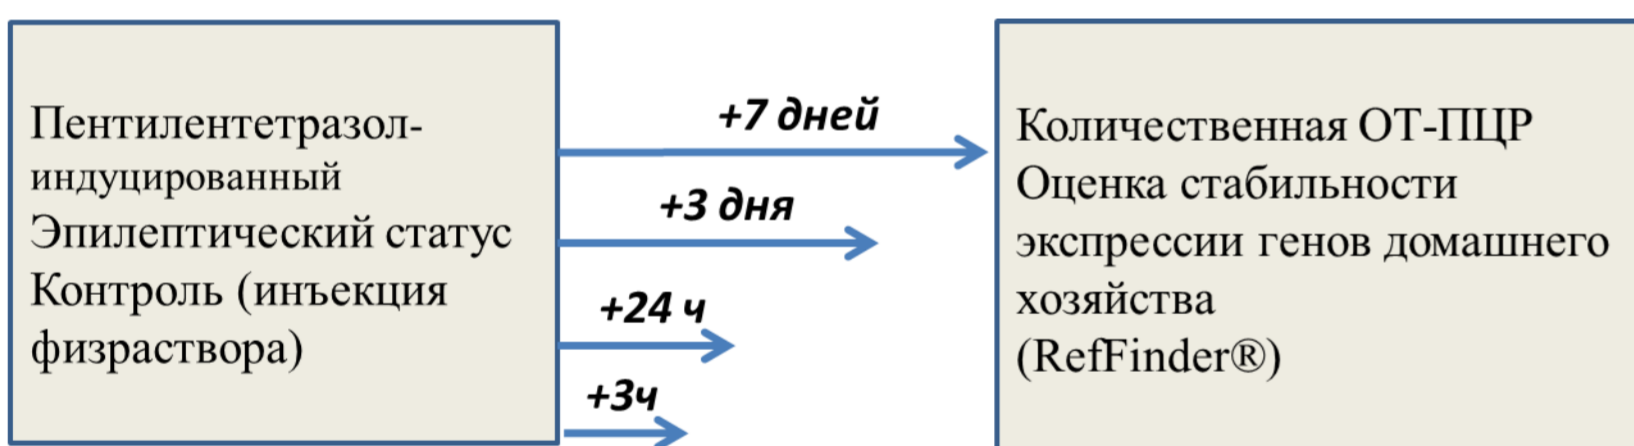 Пентилентетразол-
индуцированный
Эпилептический статус
Контроль (инъекция
физраствора)
+7 дней
+3 дня
+24 ч
+3ч
Количественная ОТ-ПЦР
Оценка стабильности
экспрессии генов домашнего
хозяйства
(RefFinder®)